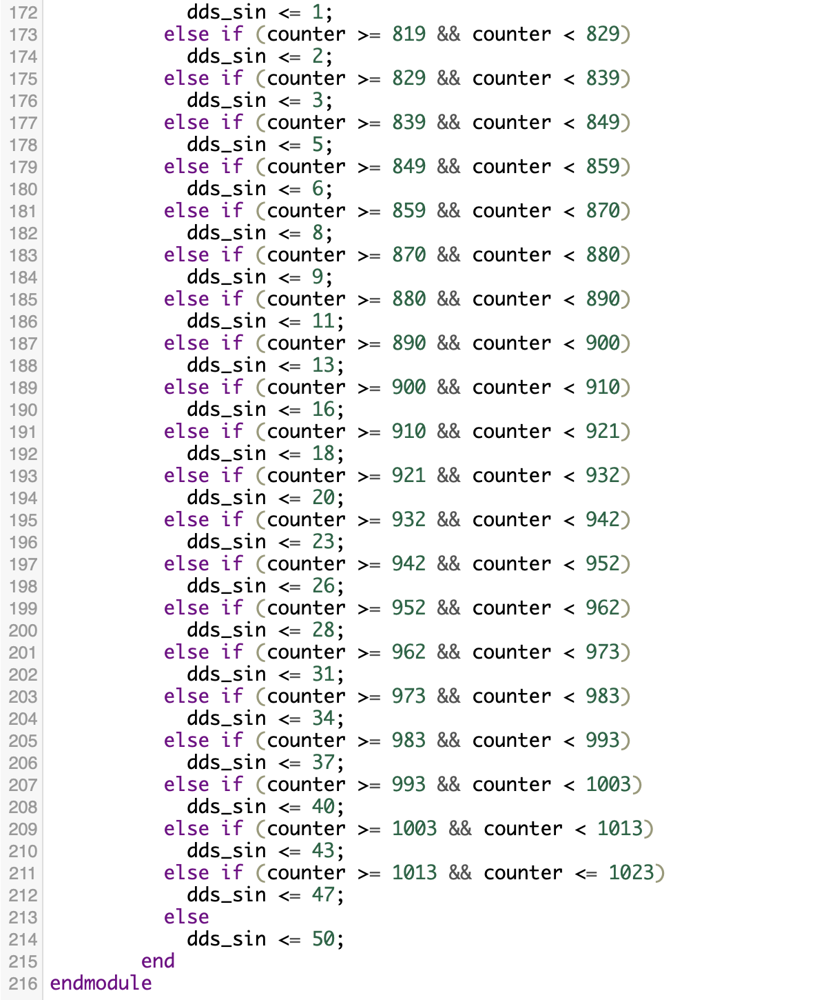 172 dds_sin <= 1;
173 else if (counter >= 819 && counter < 829)
174 dds_sin <= 2;
175 else if (counter >= 829 && counter < 839)
176 dds_sin <= 3;
177 else if (counter >= 839 && counter < 849)
178 dds_sin <= 5;
179 else if (counter >= 849 && counter < 859)
180 dds_sin <= 6;
181 else if (counter >= 859 && counter < 870)
182 dds_sin <= 8;
183 else if (counter >= 870 && counter < 880)
184 dds_sin <= 9;
185 else if (counter >= 880 && counter < 890)
186 dds_sin <= 11;
187 else if (counter >= 890 && counter < 900)
188 dds_sin <= 13;
189 else if (counter >= 900 && counter < 910)
190 dds_sin <= 16;
191 else if (counter >= 910 && counter < 921)
192 dds_sin <= 18;
193 else if (counter >= 921 && counter < 932)
194 dds_sin <= 20;
195 else if (counter >= 932 && counter < 942)
196 dds_sin <= 23;
197 else if (counter >= 942 && counter < 952)
198 dds_sin <= 26;
199 else if (counter >= 952 && counter < 962)
200 dds_sin <= 28;
201 else if (counter >= 962 && counter < 973)
202 dds_sin <= 31;
203 else if (counter >= 973 && counter < 983)
204 dds_sin <= 34;
205 else if (counter >= 983 && counter < 993)
206 dds_sin <= 37;
207 else if (counter >= 993 && counter < 1003)
208 dds_sin <= 40;
209 else if (counter >= 1003 && counter < 1013)
210 dds_sin <= 43;
211 else if (counter >= 1013 && counter <= 1023)
212 dds_sin <= 47;
213 else
214 dds_sin <= 50;
215 end
216 endmodule